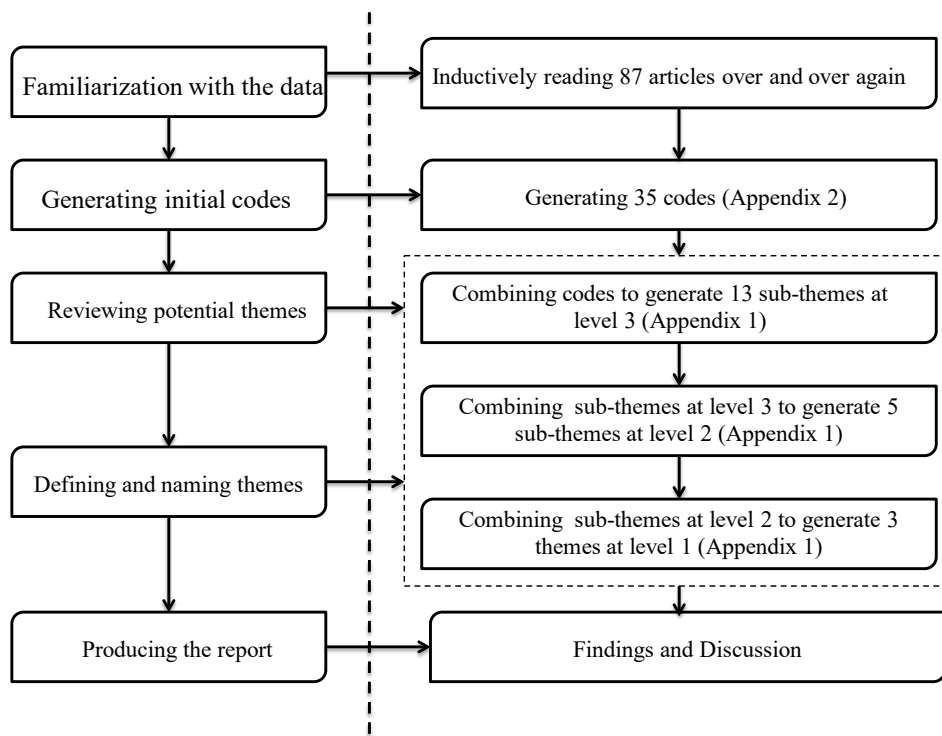 Familiarization with the data
Inductively reading 87 articles over and over again
Generating initial codes
Generating 35 codes (Appendix 2)
Reviewing potential themes
Combining codes to generate 13 sub-themes at
level 3 (Appendix 1)
Combining sub-themes at level 3 to generate 5
sub-themes at level 2 (Appendix 1)
Defining and naming themes
Combining sub-themes at level 2 to generate 3
themes at level 1 (Appendix 1)
Producing the report
Findings and Discussion